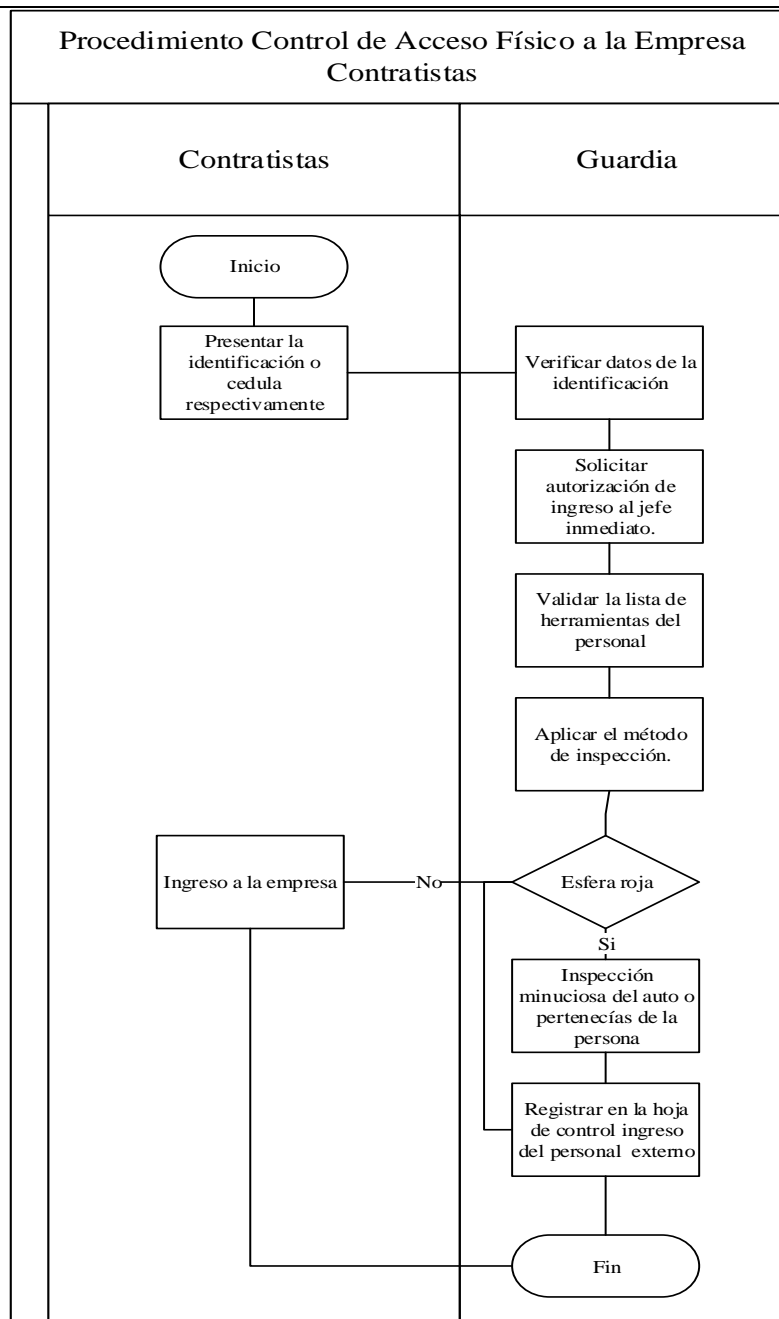 Procedimiento Control de Acceso Físico a la Empresa
Contratistas
Contratistas
Guardia
Inicio
Presentar la
identificación o
cedula
respectivamente
Verificar datos de la
identificación
Solicitar
autorización de
ingreso al jefe
inmediato.
Validar la lista de
herramientas del
personal
Aplicar el método
de inspección.
Ingreso a la empresa
No
Esfera roja
Si
Inspección
minuciosa del auto o
pertenecías de la
persona
Registrar en la hoja
de control ingreso
del personal externo
Fin